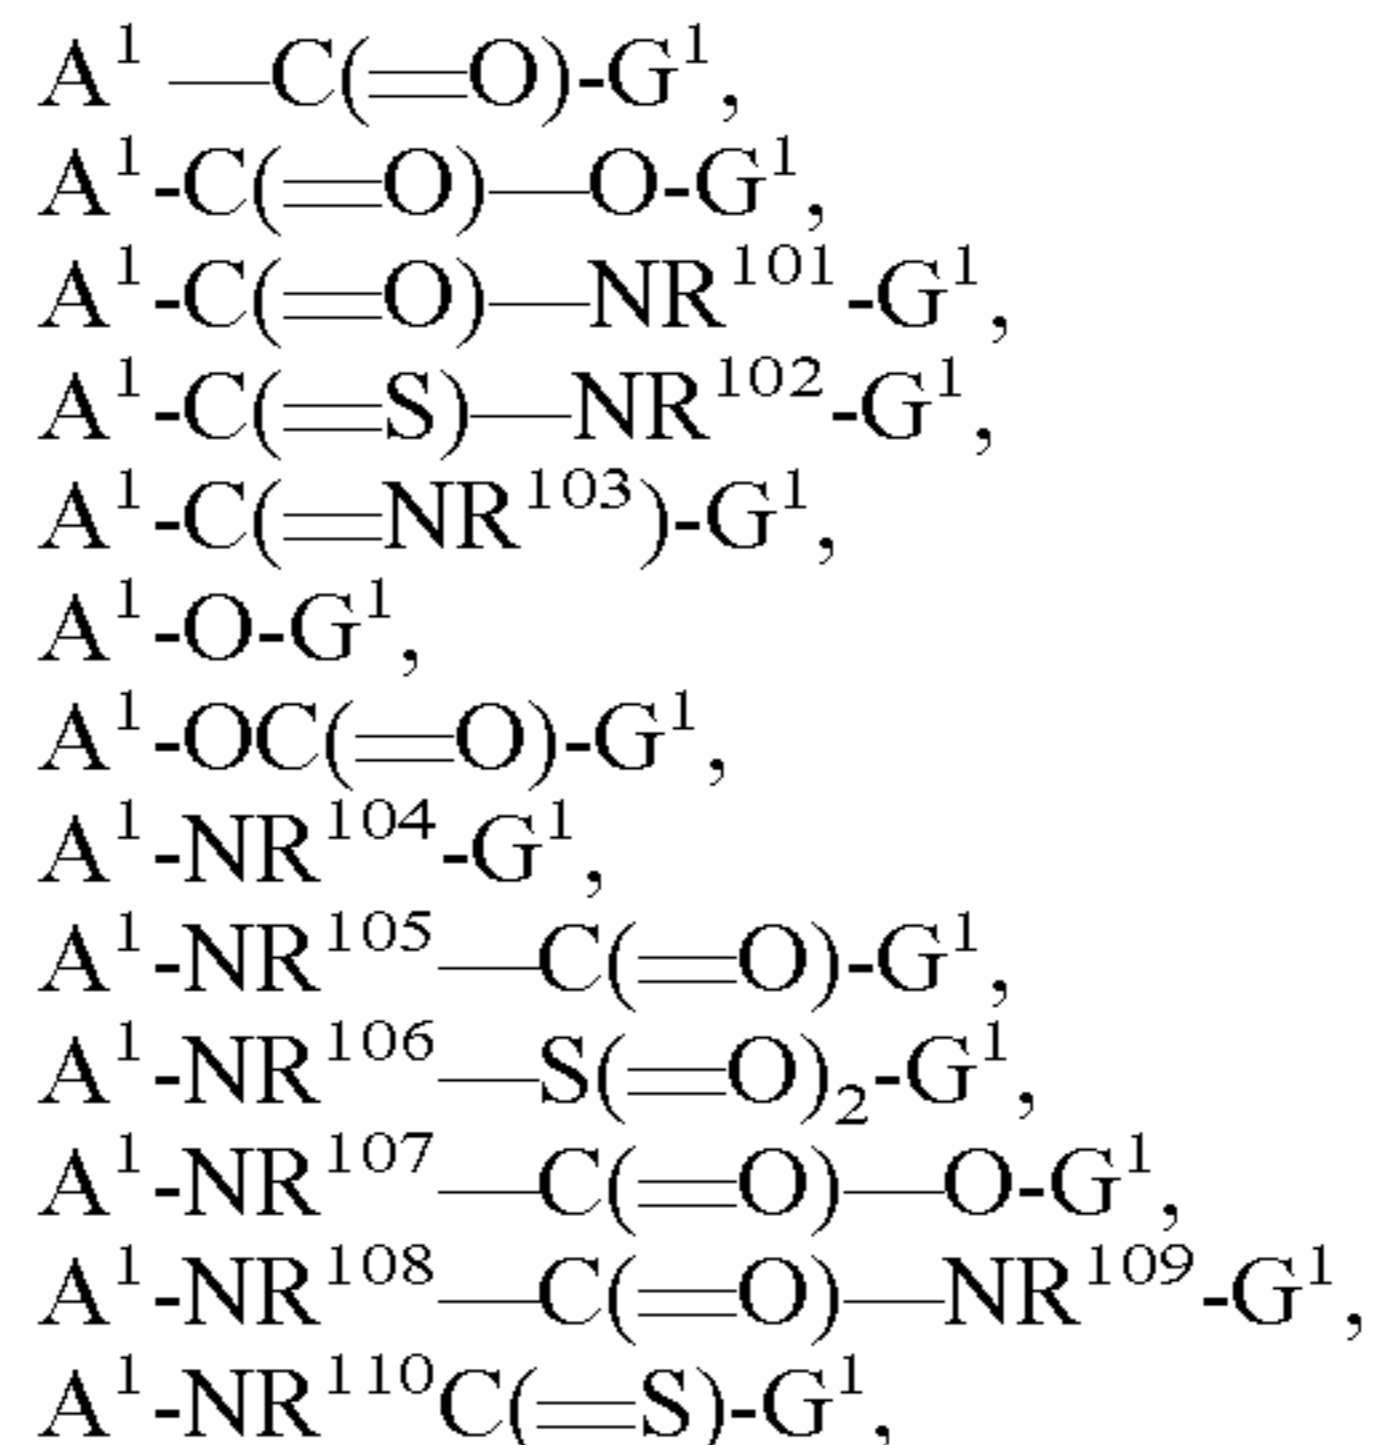 A¹ —C(═O)-G¹,
A¹ -C(═O)—O-G¹,
A¹ -C(═O)—NR¹⁰¹ -G¹,
A¹ -C(═S)—NR¹⁰² -G¹,
A¹ -C(═NR¹⁰³)-G¹,
A¹ -O-G¹,
A¹ -OC(═O)-G¹,
A¹ -NR¹⁰⁴ -G¹,
A¹ -NR¹⁰⁵ —C(═O)-G¹,
A¹ -NR¹⁰⁶ —S(═O)₂-G¹,
A¹ -NR¹⁰⁷ —C(═O)—O-G¹,
A¹ -NR¹⁰⁸ —C(═O)—NR¹⁰⁹ -G¹,
A¹ -NR¹¹⁰C(═S)-G¹,